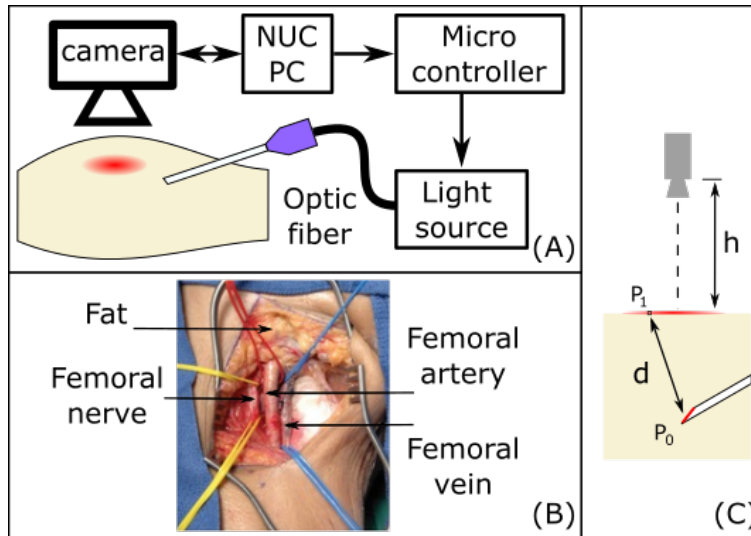 camera
NUC
PC
Micro
controller
Optic
fiber
Light
source
(A)
Fat
Femoral
nerve
Femoral
artery
Femoral
vein
(B)
h
P1
d
P0
(C)